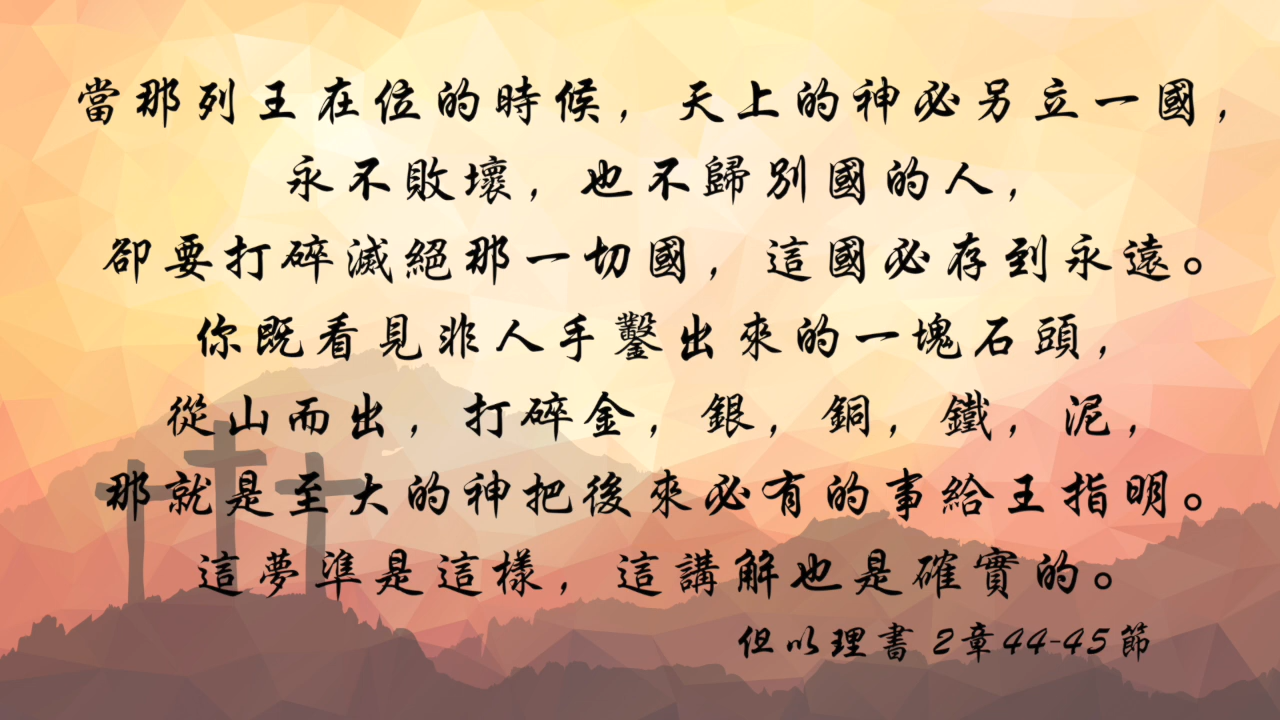 當那列王在位的時候，天上的神必另立一國，
永不敗壞，也不歸別國的人，
卻要打碎滅絕那一切國，這國必存到永遠。
你既看見非人手鑿出來的一塊石頭，
從山而出，打碎金，銀，銅，鐵，泥，
那就是至大的神把後來必有的事給王指明。
這夢準是這樣，這講解也是確實的。
但以理書 2章44-45節